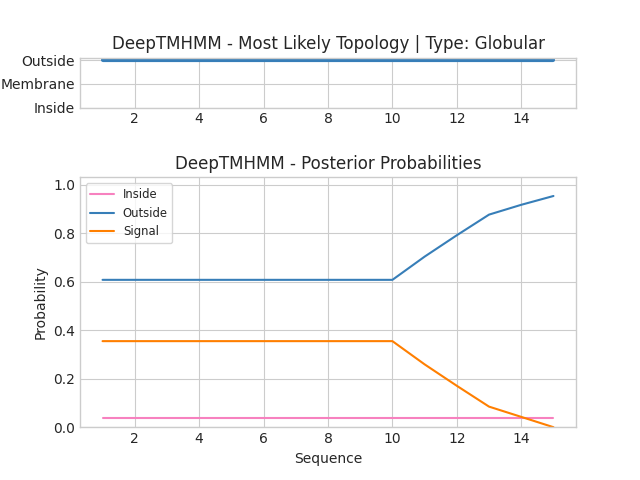 DeepTMHMM - Most Likely Topology | Type: Globular
Outside
Membrane
Inside
2 4 6 8 10 12 14
DeepTMHMM - Posterior Probabilities
1.0
0.8
0.6
0.4
0.2
0.0
Probability
Inside
Outside
Signal
2 4 6 8 10 12 14
Sequence